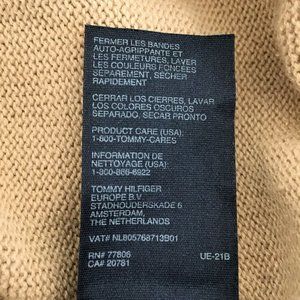 FERMER LES BANDES
AUTO-AGRIPPANTE ET
LES FERMETURES, LAVER
LES COULEURS FONCÉES
SEPAREMENT, SÉCHER
RAPIDEMENT
CERRAR LOS CIERRES, LAVAR
LOS COLORES OSCUROS
SEPARADO, SECAR PRONTO
PRODUCT CARE (USA):
1-800-TOMMY-CARES
INFORMATION DE
NETTOYAGE (USA):
1-800-866-6922
TOMMY HILFIGER
EUROPE B.V
STADHOUDERSKADE 6
AMSTERDAM,
THE NETHERLANDS
VAT# NL805768713B01
RN# 77806
CA# 20781
UE-21B